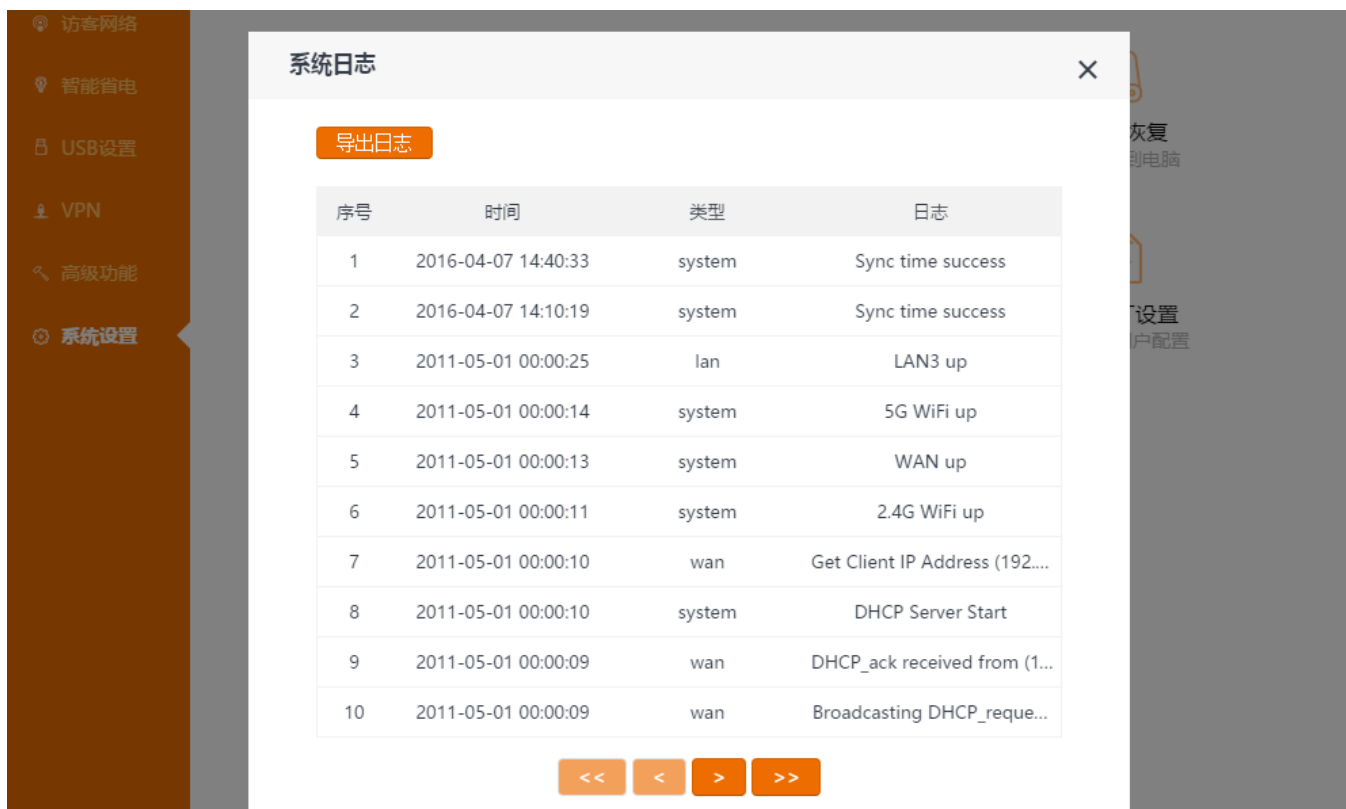 访客网络
智能省电
USB设置
VPN
高级功能
系统设置
系统日志
导出日志
序号 时间 类型 日志
1 2016-04-07 14:40:33 system Sync time success
2 2016-04-07 14:10:19 system Sync time success
3 2011-05-01 00:00:25 lan LAN3 up
4 2011-05-01 00:00:14 system 5G WiFi up
5 2011-05-01 00:00:13 system WAN up
6 2011-05-01 00:00:11 system 2.4G WiFi up
7 2011-05-01 00:00:10 wan Get Client IP Address (192....
8 2011-05-01 00:00:10 system DHCP Server Start
9 2011-05-01 00:00:09 wan DHCP_ack received from (1...
10 2011-05-01 00:00:09 wan Broadcasting DHCP_reque...
<< < > >>
恢复
到电脑
设置
户配置